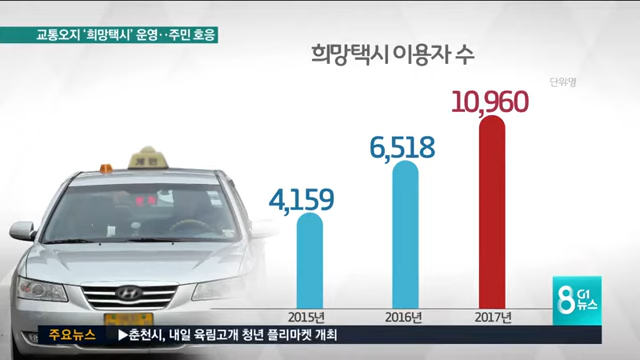 교통오지 '희망택시' 운영‥주민 호응
희망택시 이용자 수
단위:명
10,960
6,518
4,159
2015년
2016년
2017년
8 G1
뉴스
주요뉴스
▶춘천시, 내일 육림고개 청년 플리마켓 개최